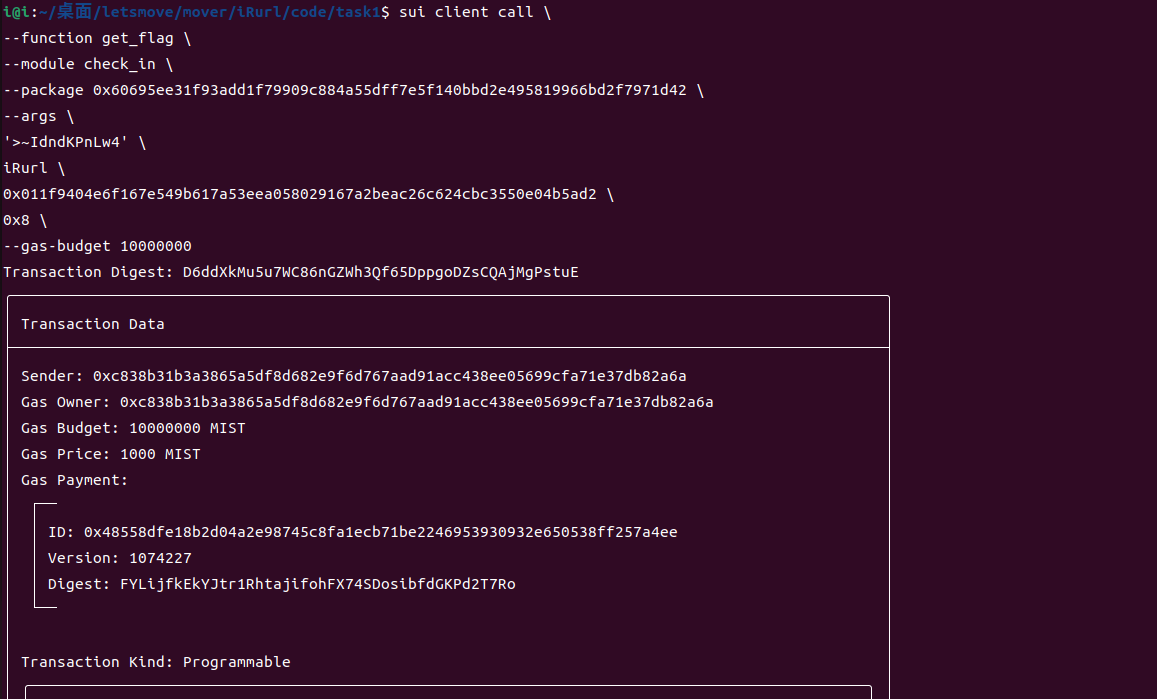 i@i:~/桌面/letsmove/mover/iRurl/code/task1$ sui client call \
--function get_flag \
--module check_in \
--package 0x60695ee31f93add1f79909c884a55dff7e5f140bbd2e495819966bd2f7971d42 \
--args \
'>~IdndKPnLw4' \
iRurl \
0x011f9404e6f167e549b617a53eea058029167a2beac26c624cbc3550e04b5ad2 \
0x8 \
--gas-budget 10000000
Transaction Digest: D6ddXkMu5u7WC86nGZWh3Qf65DppgoDZsCQAjMgPstuE
Transaction Data
Sender: 0xc838b31b3a3865a5df8d682e9f6d767aad91acc438ee05699cfa71e37db82a6a
Gas Owner: 0xc838b31b3a3865a5df8d682e9f6d767aad91acc438ee05699cfa71e37db82a6a
Gas Budget: 10000000 MIST
Gas Price: 1000 MIST
Gas Payment:
ID: 0x48558dfe18b2d04a2e98745c8fa1ecb71be2246953930932e650538ff257a4ee
Version: 1074227
Digest: FYLijfkEkYJtr1RhtajifohFX74SDosibfdGKPd2T7Ro
Transaction Kind: Programmable